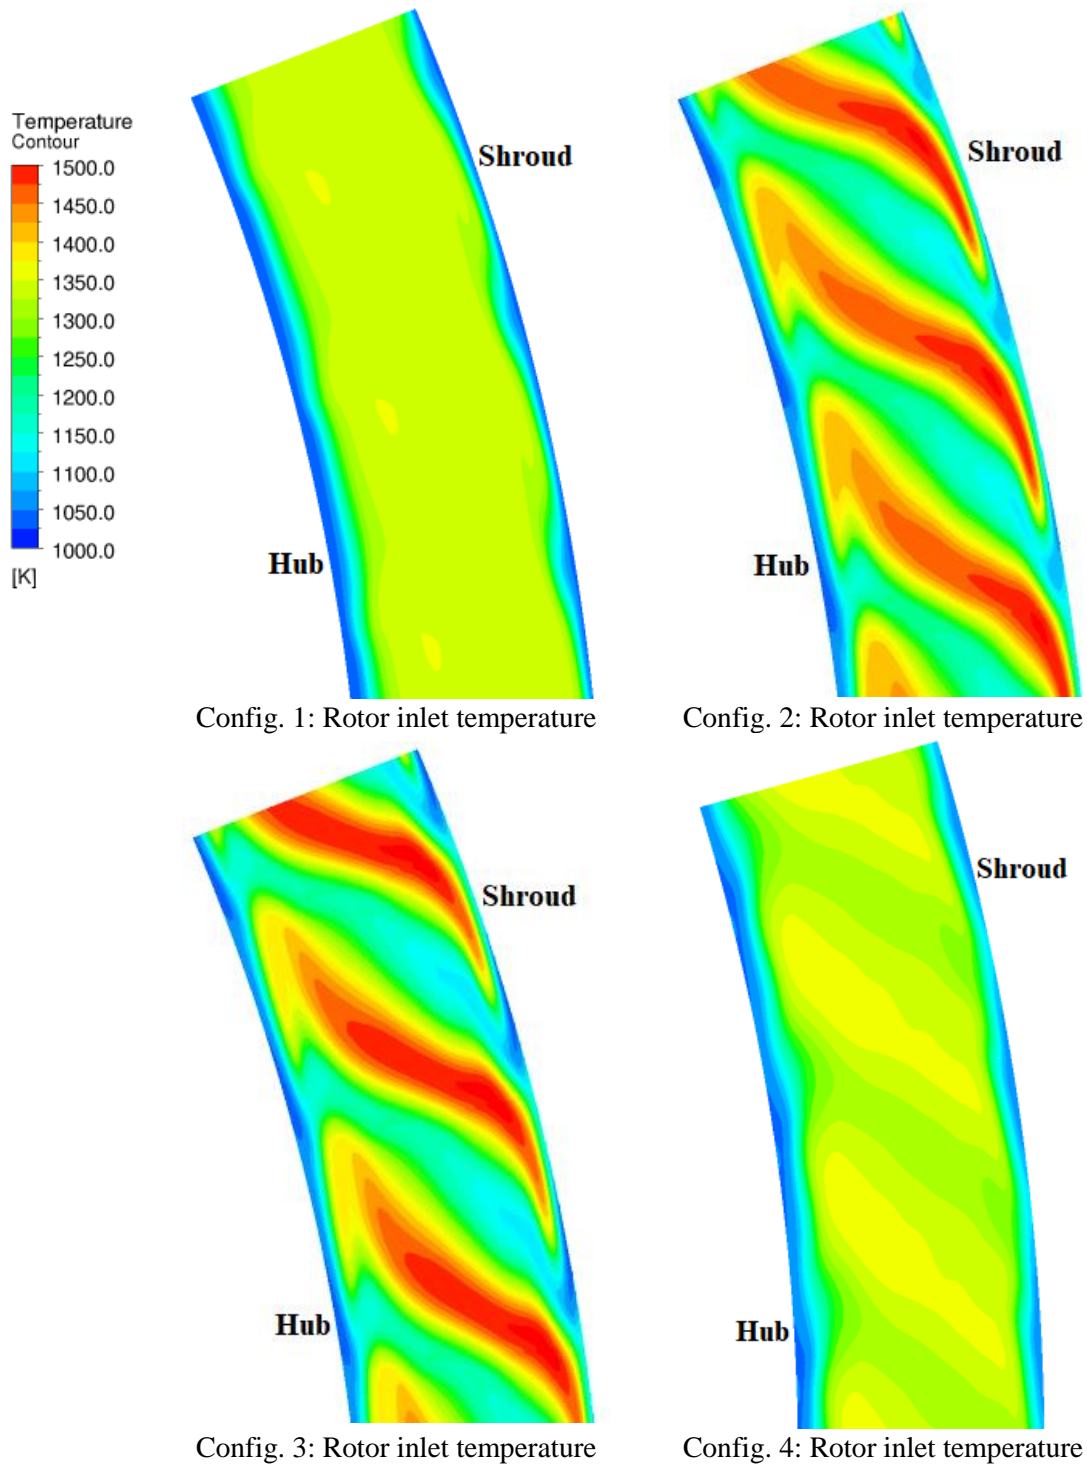 Temperature
Contour
1500.0
1450.0
1400.0
1350.0
1300.0
1250.0
1200.0
1150.0
1100.0
1050.0
1000.0
[K]
Shroud
Hub
Config. 1: Rotor inlet temperature
Shroud
Hub
Config. 2: Rotor inlet temperature
Shroud
Hub
Config. 3: Rotor inlet temperature
Shroud
Hub
Config. 4: Rotor inlet temperature